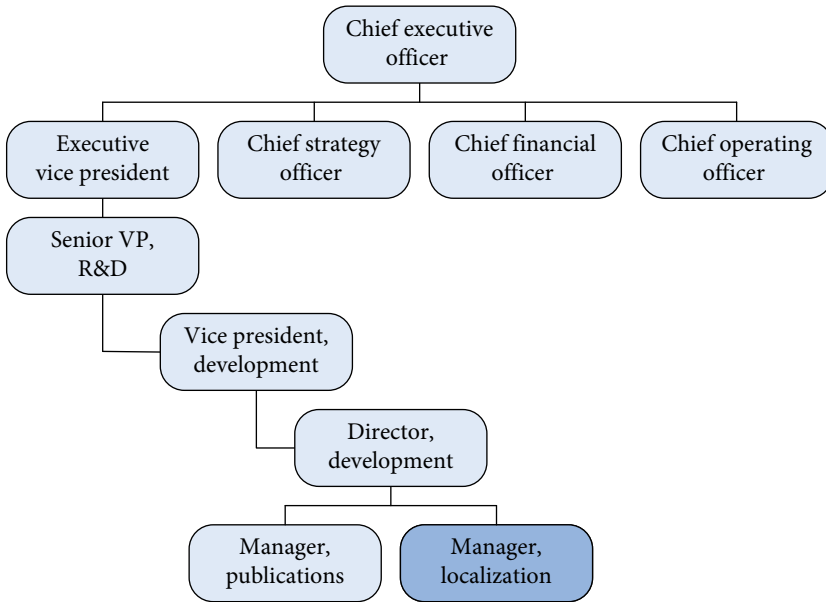 Chief executive
officer
Executive
vice president
Chief strategy
officer
Chief financial
officer
Chief operating
officer
Senior VP,
R&D
Vice president,
development
Director,
development
Manager,
publications
Manager,
localization